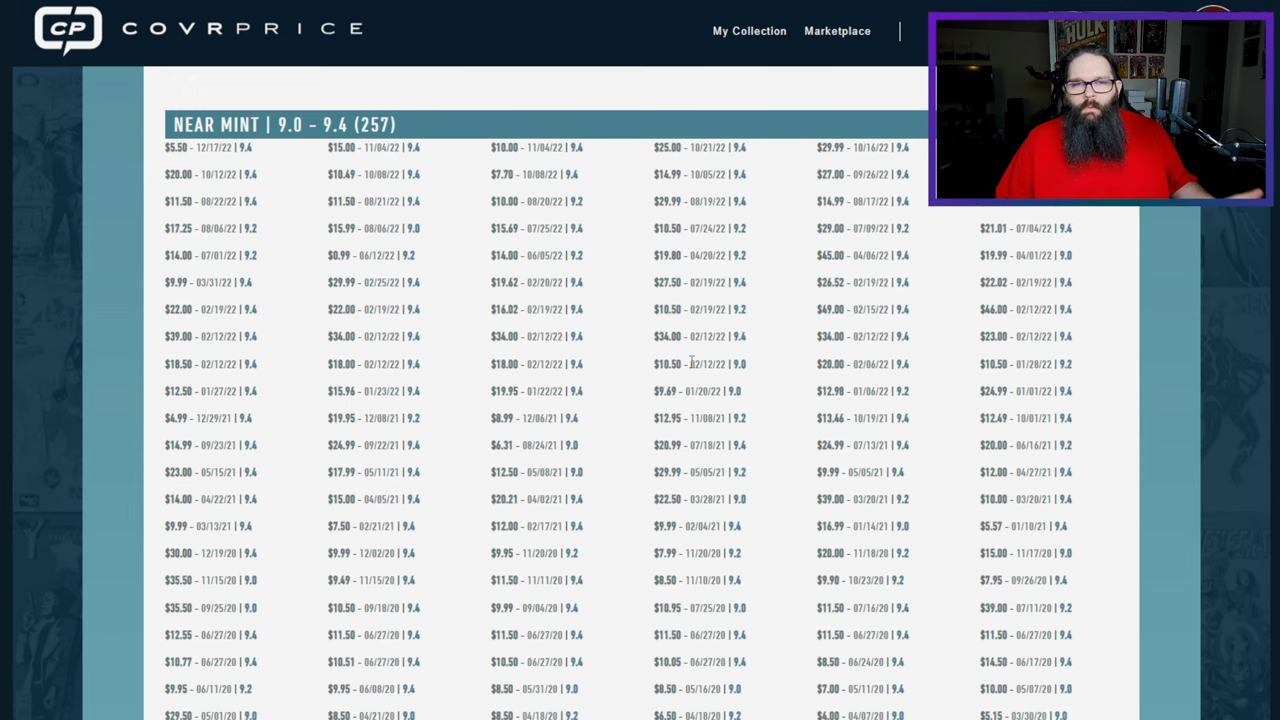 CP COVRPRICE My Collection Marketplace
HULK
NEAR MINT | 9.0 - 9.4 (257)
$5.50 - 12/17/22 | 9.4 $15.00 - 11/04/22 | 9.4 $10.00 - 11/04/22 | 9.4 $25.00 - 10/21/22 | 9.4 $29.99 - 10/16/22 | 9.4
$20.00 - 10/12/22 | 9.4 $10.49 - 10/08/22 | 9.4 $7.70 - 10/08/22 | 9.4 $14.99 - 10/05/22 | 9.4 $27.00 - 09/26/22 | 9.4
$11.50 - 08/22/22 | 9.4 $11.50 - 08/21/22 | 9.4 $10.00 - 08/20/22 | 9.2 $29.99 - 08/19/22 | 9.4 $14.99 - 08/17/22 | 9.4
$17.25 - 08/06/22 | 9.2 $15.99 - 08/06/22 | 9.0 $15.69 - 07/25/22 | 9.4 $10.50 - 07/24/22 | 9.2 $29.00 - 07/09/22 | 9.2 $21.01 - 07/04/22 | 9.4
$14.00 - 07/01/22 | 9.2 $0.99 - 06/12/22 | 9.2 $14.00 - 06/05/22 | 9.2 $19.80 - 04/20/22 | 9.2 $45.00 - 04/06/22 | 9.4 $19.99 - 04/01/22 | 9.0
$9.99 - 03/31/22 | 9.4 $29.99 - 02/25/22 | 9.4 $19.62 - 02/20/22 | 9.4 $27.50 - 02/19/22 | 9.4 $26.52 - 02/19/22 | 9.4 $22.02 - 02/19/22 | 9.4
$22.00 - 02/19/22 | 9.4 $22.00 - 02/19/22 | 9.4 $16.02 - 02/19/22 | 9.4 $10.50 - 02/19/22 | 9.2 $49.00 - 02/15/22 | 9.4 $46.00 - 02/12/22 | 9.4
$39.00 - 02/12/22 | 9.4 $34.00 - 02/12/22 | 9.4 $34.00 - 02/12/22 | 9.4 $34.00 - 02/12/22 | 9.4 $34.00 - 02/12/22 | 9.4 $23.00 - 02/12/22 | 9.4
$18.50 - 02/12/22 | 9.4 $18.00 - 02/12/22 | 9.4 $18.00 - 02/12/22 | 9.4 $10.50 - 02/12/22 | 9.0 $20.00 - 02/06/22 | 9.4 $10.50 - 01/28/22 | 9.2
$12.50 - 01/27/22 | 9.4 $15.96 - 01/23/22 | 9.4 $19.95 - 01/22/22 | 9.4 $9.69 - 01/20/22 | 9.0 $12.98 - 01/06/22 | 9.2 $24.99 - 01/01/22 | 9.4
$4.99 - 12/29/21 | 9.4 $19.95 - 12/08/21 | 9.2 $8.99 - 12/06/21 | 9.4 $12.95 - 11/08/21 | 9.2 $13.46 - 10/19/21 | 9.4 $12.49 - 10/01/21 | 9.4
$14.99 - 09/23/21 | 9.4 $24.99 - 09/22/21 | 9.4 $6.31 - 08/24/21 | 9.0 $20.99 - 07/18/21 | 9.4 $24.99 - 07/13/21 | 9.4 $20.00 - 06/16/21 | 9.2
$23.00 - 05/15/21 | 9.4 $17.99 - 05/11/21 | 9.4 $12.50 - 05/08/21 | 9.0 $29.99 - 05/05/21 | 9.2 $9.99 - 05/05/21 | 9.4 $12.00 - 04/27/21 | 9.4
$14.00 - 04/22/21 | 9.4 $15.00 - 04/05/21 | 9.4 $20.21 - 04/02/21 | 9.4 $22.50 - 03/28/21 | 9.0 $39.00 - 03/20/21 | 9.2 $10.00 - 03/20/21 | 9.4
$9.99 - 03/13/21 | 9.4 $7.50 - 02/21/21 | 9.4 $12.00 - 02/17/21 | 9.4 $9.99 - 02/04/21 | 9.4 $16.99 - 01/14/21 | 9.0 $5.57 - 01/10/21 | 9.4
$30.00 - 12/19/20 | 9.4 $9.99 - 12/02/20 | 9.4 $9.95 - 11/20/20 | 9.2 $7.99 - 11/20/20 | 9.2 $20.00 - 11/18/20 | 9.2 $15.00 - 11/17/20 | 9.0
$35.50 - 11/15/20 | 9.0 $9.49 - 11/15/20 | 9.4 $11.50 - 11/11/20 | 9.4 $8.50 - 11/10/20 | 9.4 $9.90 - 10/23/20 | 9.2 $7.95 - 09/26/20 | 9.4
$35.50 - 09/25/20 | 9.0 $10.50 - 09/18/20 | 9.4 $9.99 - 09/04/20 | 9.4 $10.95 - 07/25/20 | 9.0 $11.50 - 07/16/20 | 9.4 $39.00 - 07/11/20 | 9.2
$12.55 - 06/27/20 | 9.4 $11.50 - 06/27/20 | 9.4 $11.50 - 06/27/20 | 9.4 $11.50 - 06/27/20 | 9.4 $11.50 - 06/27/20 | 9.4 $11.50 - 06/27/20 | 9.4
$10.77 - 06/27/20 | 9.4 $10.51 - 06/27/20 | 9.4 $10.50 - 06/27/20 | 9.4 $10.05 - 06/27/20 | 9.4 $8.50 - 06/24/20 | 9.4 $14.50 - 06/17/20 | 9.4
$9.95 - 06/11/20 | 9.2 $9.95 - 06/08/20 | 9.4 $8.50 - 05/31/20 | 9.0 $8.50 - 05/16/20 | 9.0 $7.00 - 05/11/20 | 9.4 $10.00 - 05/07/20 | 9.0
$29.50 - 05/01/20 | 9.0 $8.50 - 04/21/20 | 9.0 $8.50 - 04/18/20 | 9.2 $6.50 - 04/18/20 | 9.2 $4.00 - 04/07/20 | 9.0 $5.15 - 03/30/20 | 9.0